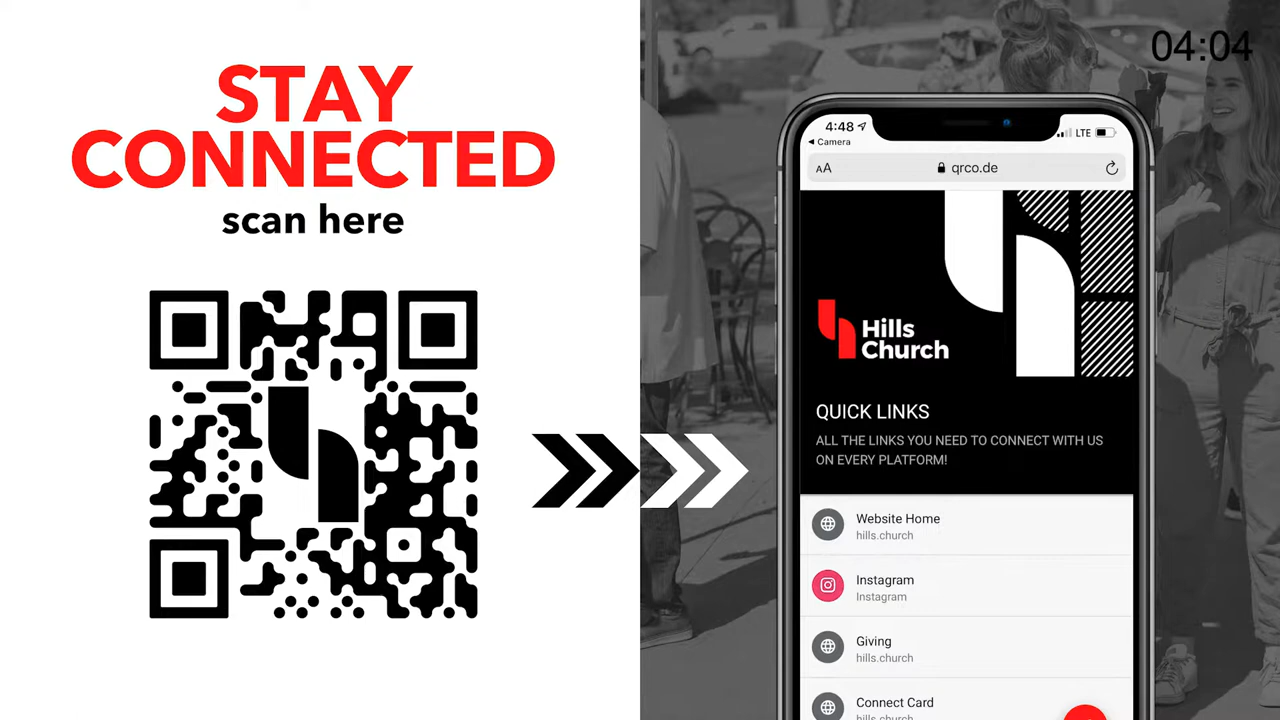 STAY
CONNECTED
scan here
04:04
4:48
LTE
Camera
AA
qrco.de
Hills
Church
QUICK LINKS
ALL THE LINKS YOU NEED TO CONNECT WITH US
ON EVERY PLATFORM!
Website Home
hills.church
Instagram
Instagram
Giving
hills.church
Connect Card
hills.church